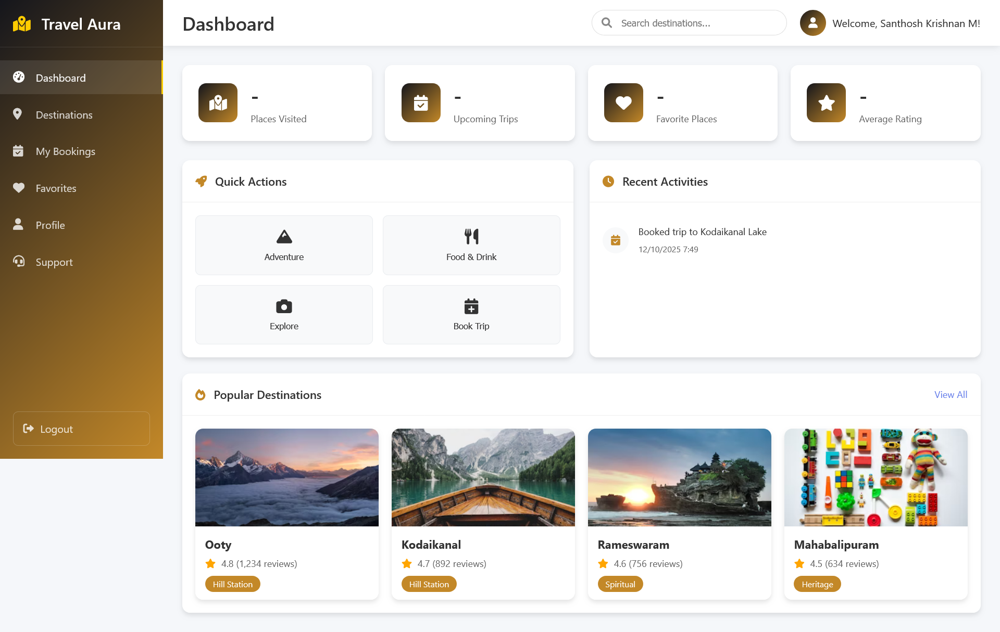 Travel Aura
Dashboard
Destinations
My Bookings
Favorites
Profile
Support
Logout
Dashboard
Search destinations...
Welcome, Santhosh Krishnan M!
-
Places Visited
-
Upcoming Trips
-
Favorite Places
-
Average Rating
Quick Actions
Adventure
Food & Drink
Explore
Book Trip
Recent Activities
Booked trip to Kodaikanal Lake
12/10/2025 7:49
Popular Destinations
View All
Ooty
4.8 (1,234 reviews)
Hill Station
Kodaikanal
4.7 (892 reviews)
Hill Station
Rameswaram
4.6 (756 reviews)
Spiritual
Mahabalipuram
4.5 (634 reviews)
Heritage